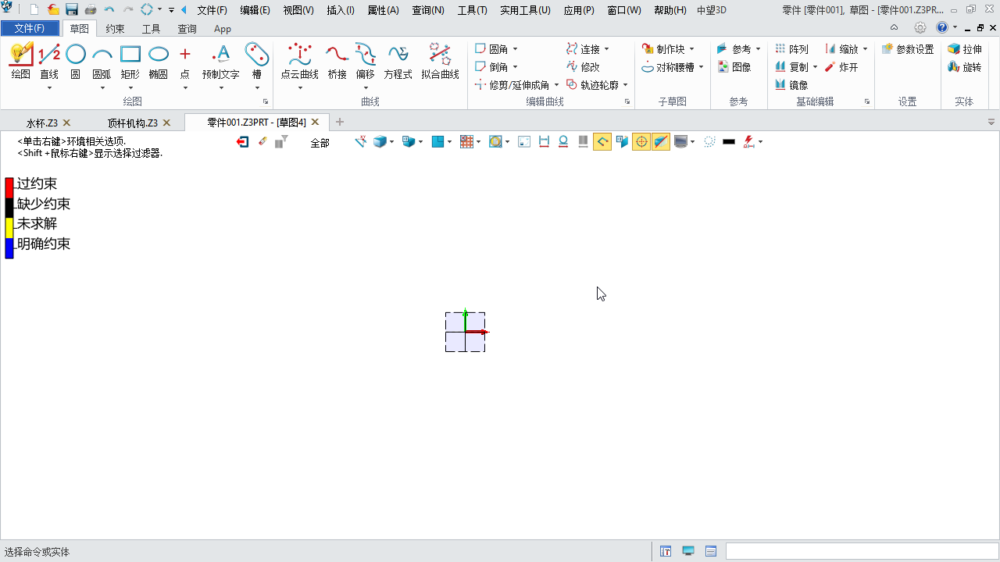 文件(F) 编辑(E) 视图(V) 插入(I) 属性(A) 查询(N) 工具(T) 实用工具(U) 应用(P) 窗口(W) 帮助(H) 中望3D 零件 [零件001], 草图 - [零件001.Z3PR...
文件(F) 草图 约束 工具 查询 App
绘图 直线 圆 圆弧 矩形 椭圆 点 预制文字 槽 点云曲线 桥接 偏移 方程式 拟合曲线
圆角 连接 制作块 参考 阵列 缩放 参数设置 拉伸
倒角 修改 对称腰槽 图像 复制 炸开 旋转
修剪/延伸成角 轨迹轮廓 镜像
绘图 曲线 编辑曲线 子草图 参考 基础编辑 设置 实体
水杯.Z3 顶杆机构.Z3 零件001.Z3PRT - [草图4]
<单击右键>环境相关选项.
<Shift +鼠标右键>显示选择过滤器.
全部
过约束
缺少约束
未求解
明确约束
选择命令或实体